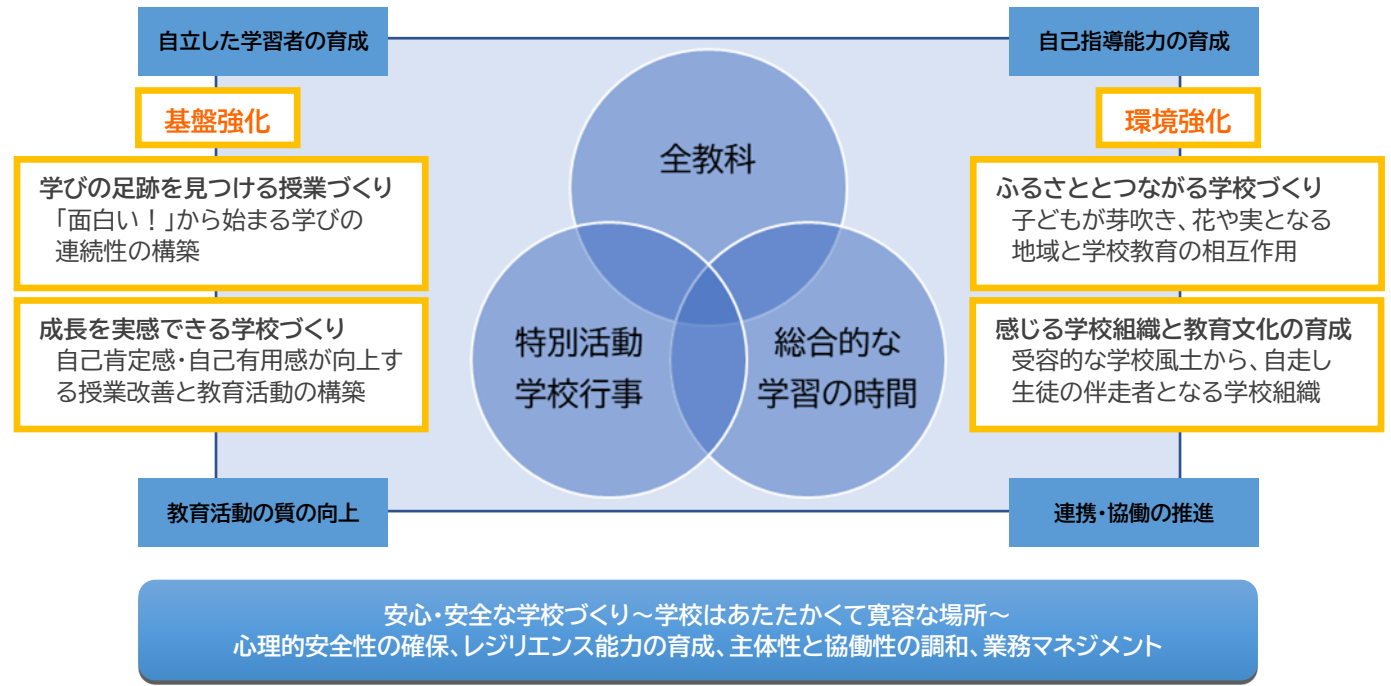 自立した学習者の育成
自己指導能力の育成
基盤強化
環境強化
学びの足跡を見つける授業づくり
「面白い！」から始まる学びの
連続性の構築
成長を実感できる学校づくり
自己肯定感・自己有用感が向上す
る授業改善と教育活動の構築
全教科
特別活動
学校行事
総合的な
学習の時間
ふるさととつながる学校づくり
子どもが芽吹き、花や実となる
地域と学校教育の相互作用
感じる学校組織と教育文化の育成
受容的な学校風土から、自走し
生徒の伴走者となる学校組織
教育活動の質の向上
連携・協働の推進
安心・安全な学校づくり～学校はあたたかくて寛容な場所～
心理的安全性の確保、レジリエンス能力の育成、主体性と協働性の調和、業務マネジメント